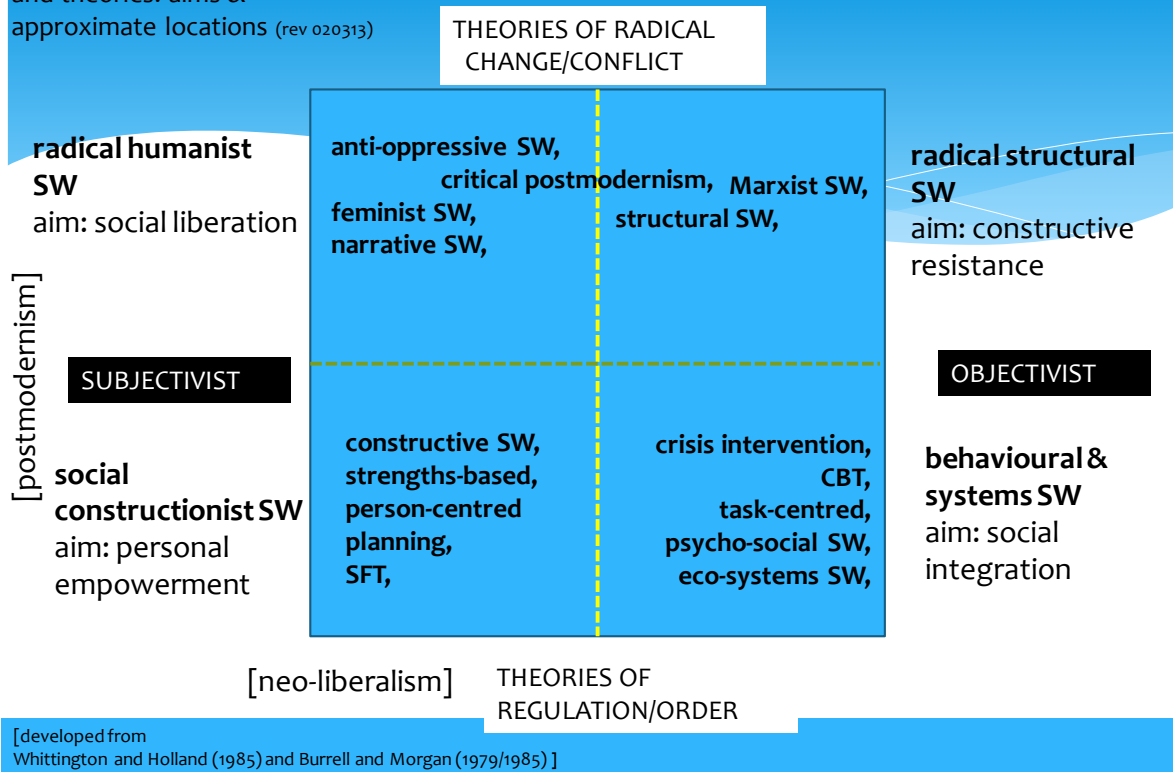 and theories: aims &
approximate locations (rev 020313)
THEORIES OF RADICAL
CHANGE/CONFLICT
radical humanist
SW
aim: social liberation
anti-oppressive SW,
critical postmodernism, Marxist SW,
feminist SW, structural SW,
narrative SW,
radical structural
SW
aim: constructive
resistance
[postmodernism]
SUBJECTIVIST
OBJECTIVIST
social
constructionist SW
aim: personal
empowerment
constructive SW,
strengths-based,
person-centred
planning,
SFT,
crisis intervention,
CBT,
task-centred,
psycho-social SW,
eco-systems SW,
behavioural &
systems SW
aim: social
integration
[neo-liberalism]
THEORIES OF
REGULATION/ORDER
[developed from
Whittington and Holland (1985) and Burrell and Morgan (1979/1985) ]